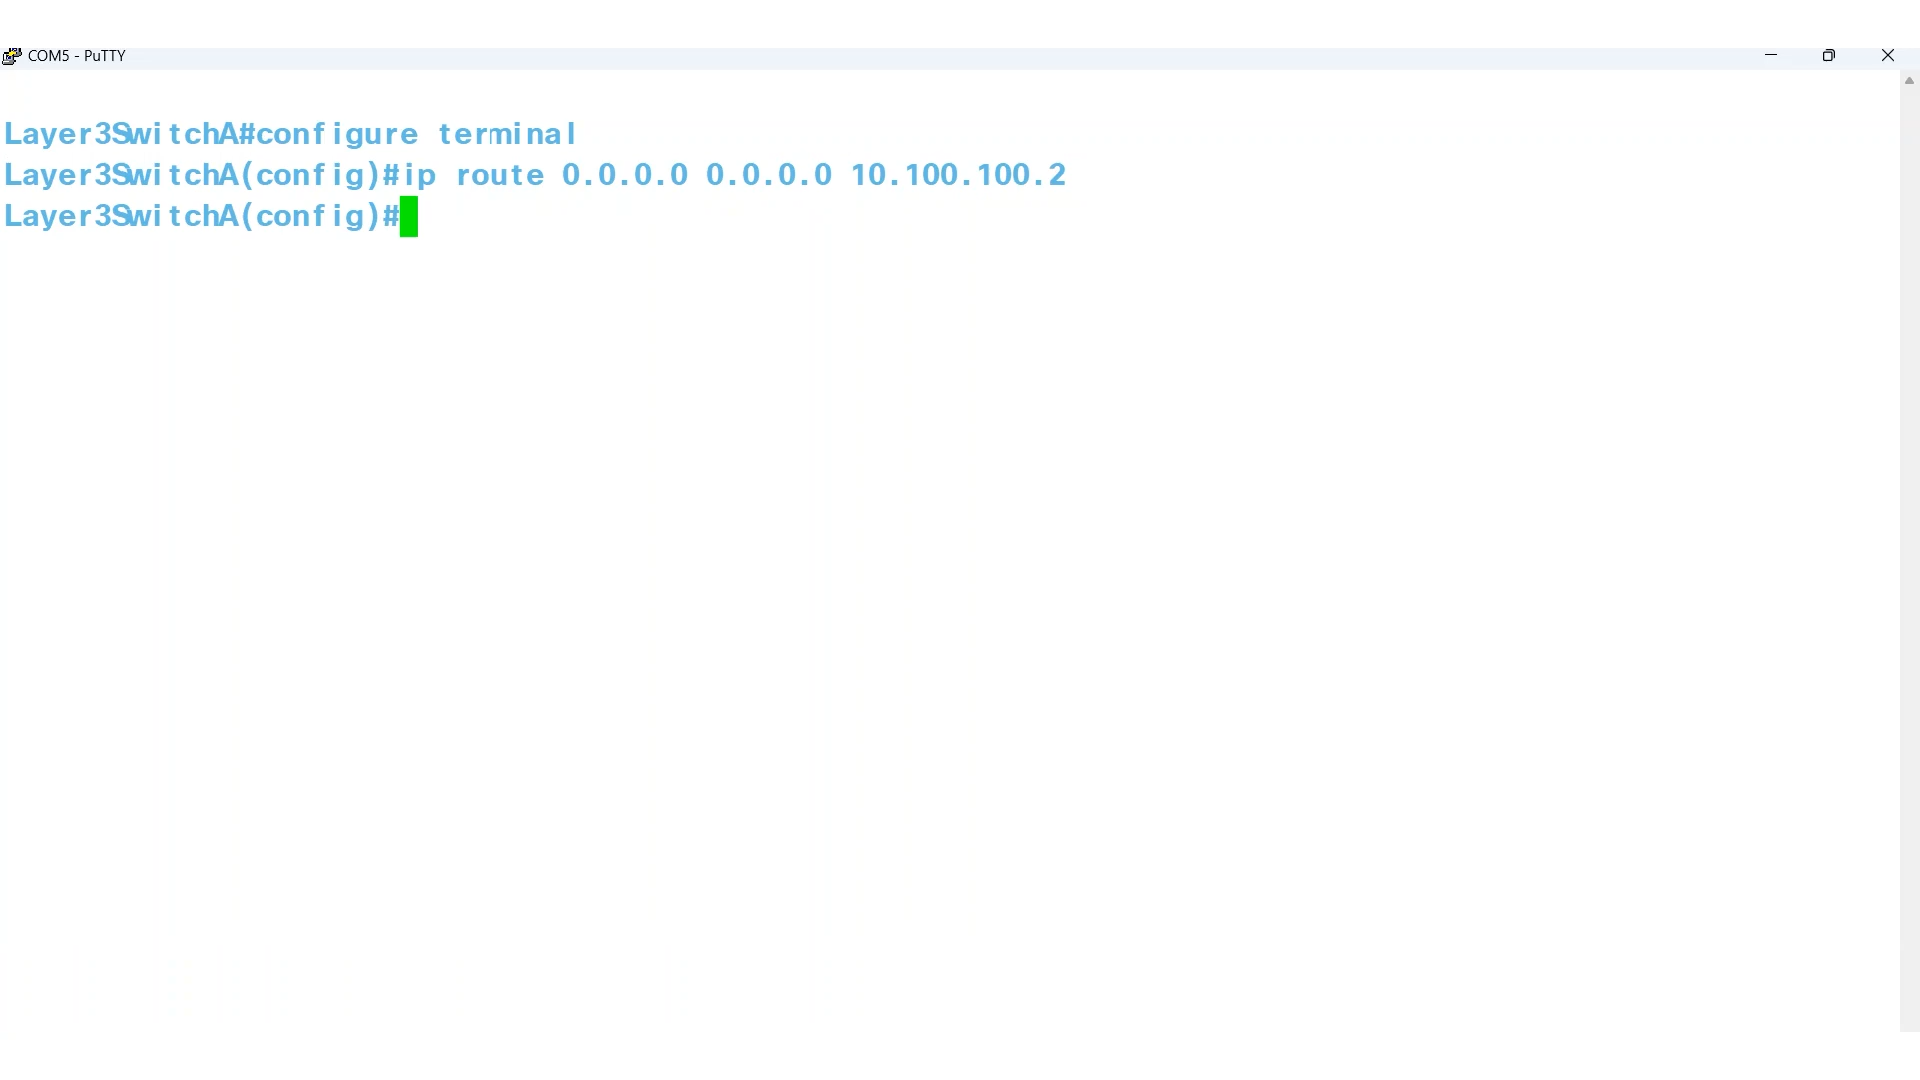 COM5 - PuTTY
Layer3SwitchA#configure terminal
Layer3SwitchA(config)#ip route 0.0.0.0 0.0.0.0 10.100.100.2
Layer3SwitchA(config)#